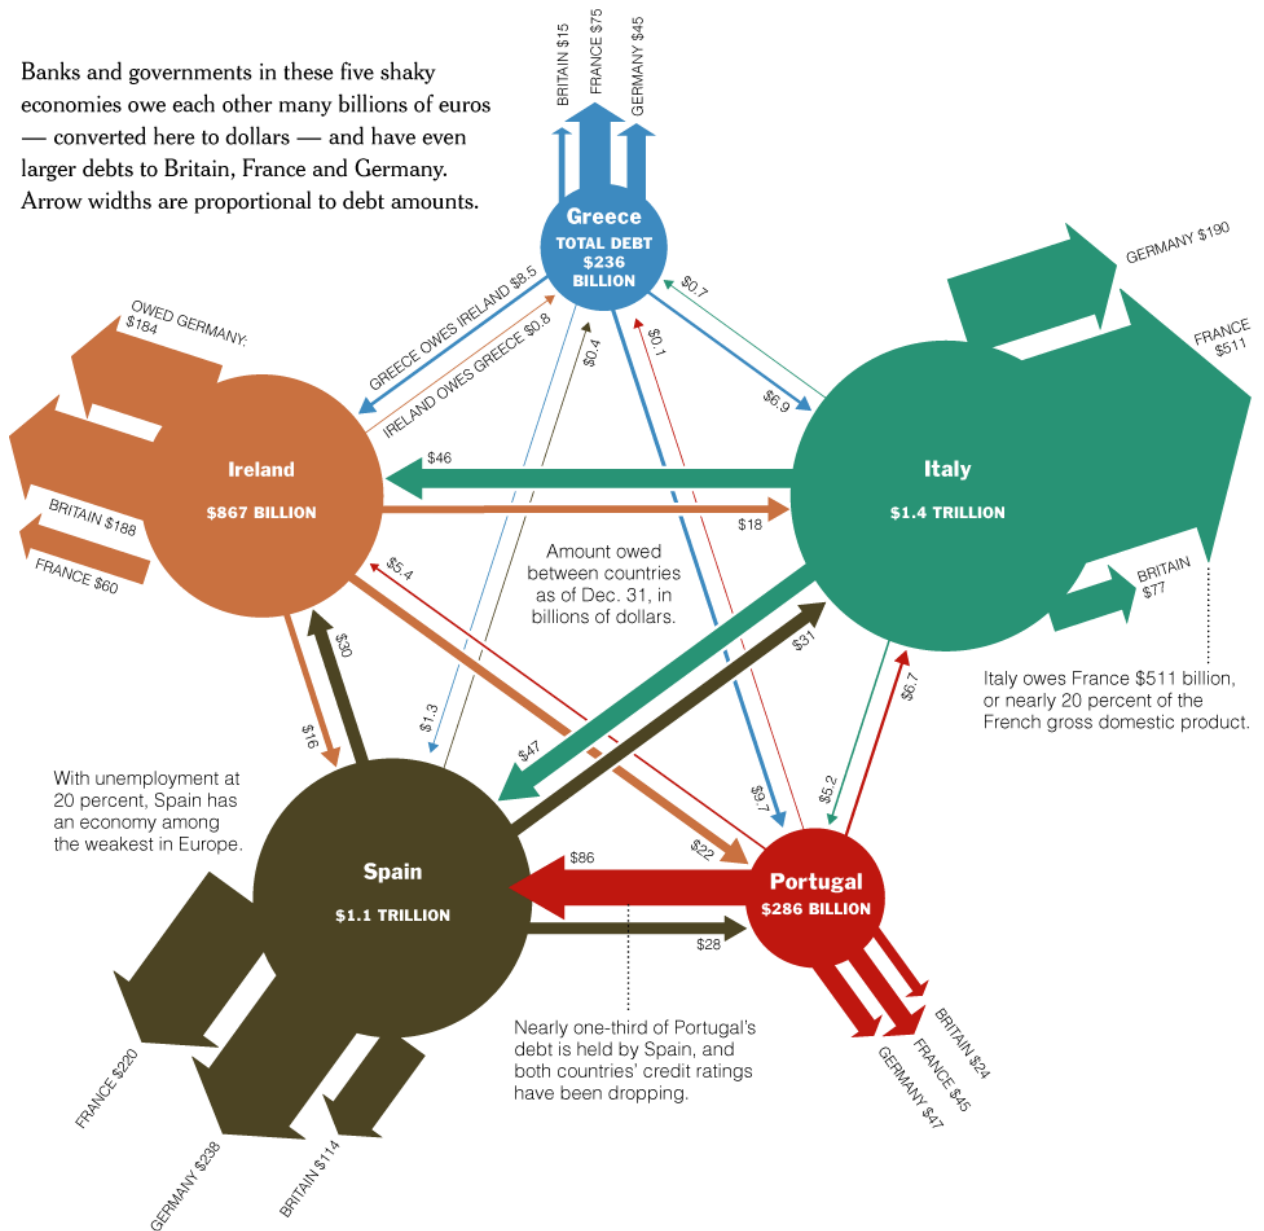 Banks and governments in these five shaky
economies owe each other many billions of euros
— converted here to dollars — and have even
larger debts to Britain, France and Germany.
Arrow widths are proportional to debt amounts.
BRITAIN $15
FRANCE $75
GERMANY $45
Greece
TOTAL DEBT
$236
BILLION
GERMANY $190
FRANCE
$511
OWED GERMANY:
$184
GREECE OWES IRELAND $8.5
IRELAND OWES GREECE $0.8
$0.4
$0.1
$0.7
$6.9
Ireland
$867 BILLION
BRITAIN $188
FRANCE $60
$46
$18
Italy
$1.4 TRILLION
BRITAIN
$77
Amount owed
between countries
as of Dec. 31, in
billions of dollars.
$5.4
$30
$16
$31
$1.3
$47
$9.7
$5.2
$6.7
$22
Italy owes France $511 billion,
or nearly 20 percent of the
French gross domestic product.
With unemployment at
20 percent, Spain has
an economy among
the weakest in Europe.
Spain
$1.1 TRILLION
$86
$28
Portugal
$286 BILLION
Nearly one-third of Portugal's
debt is held by Spain, and
both countries' credit ratings
have been dropping.
BRITAIN $24
FRANCE $45
GERMANY $47
FRANCE $220
GERMANY $238
BRITAIN $114